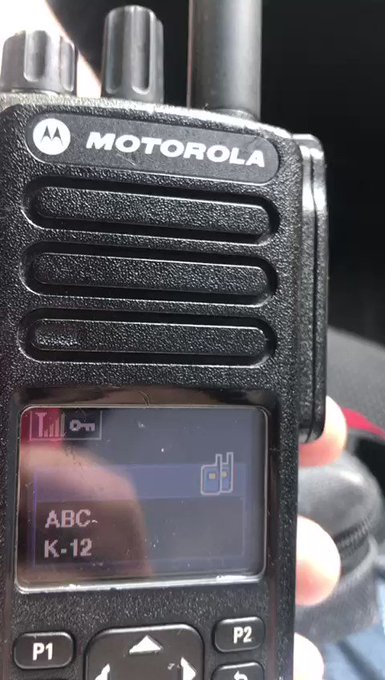 MOTOROLA
ABC-
K-12
P1
P2